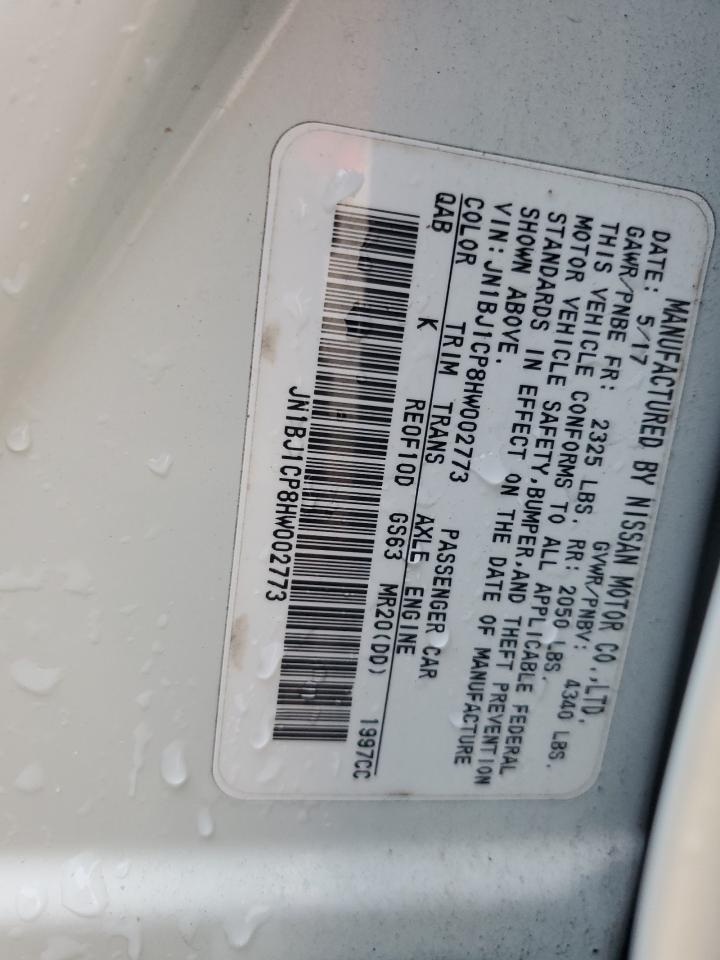 MANUFACTURED BY NISSAN MOTOR CO.,LTD.
DATE: 5/17 GVWR/PNBV: 4340 LBS.
GAWR/PNBE FR: 2325 LBS. RR: 2050 LBS.
THIS VEHICLE CONFORMS TO ALL APPLICABLE FEDERAL
MOTOR VEHICLE SAFETY,BUMPER,AND THEFT PREVENTION
STANDARDS IN EFFECT ON THE DATE OF MANUFACTURE
SHOWN ABOVE.
VIN:JN1BJ1CP8HW002773 PASSENGER CAR
COLOR TRIM TRANS AXLE ENGINE
QAB K RE0F10D GS63 MR20(DD) 1997CC
JN1BJ1CP8HW002773